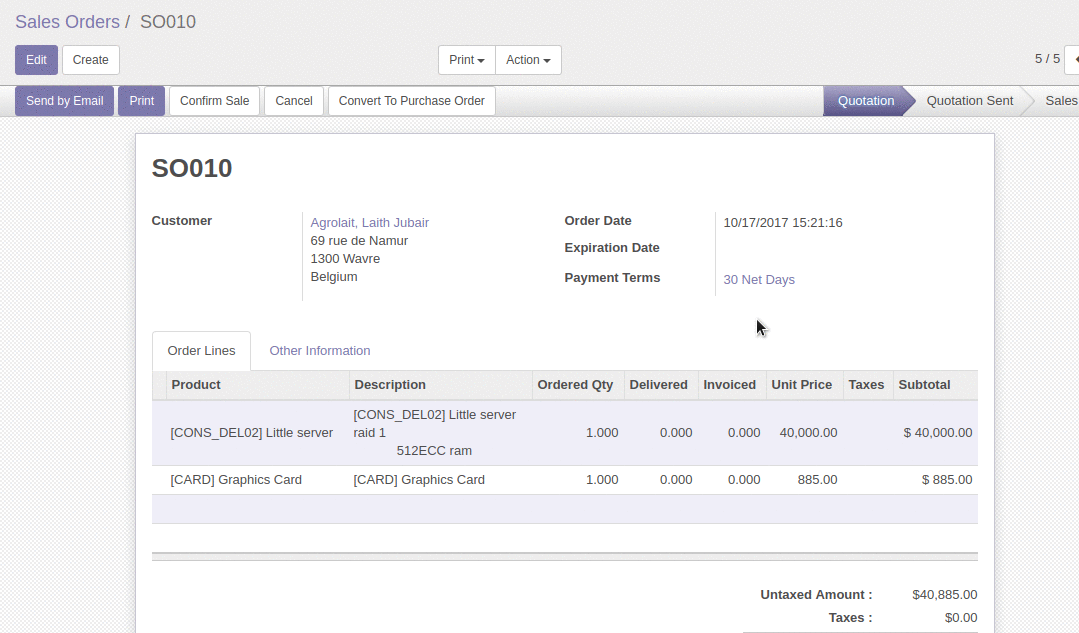 Sales Orders / SO010
Edit Create Print Action 5 / 5
Send by Email Print Confirm Sale Cancel Convert To Purchase Order Quotation Quotation Sent Sales
SO010
Customer Agrolait, Laith Jubair
69 rue de Namur
1300 Wavre
Belgium
Order Date 10/17/2017 15:21:16
Expiration Date
Payment Terms 30 Net Days
Order Lines Other Information
Product Description Ordered Qty Delivered Invoiced Unit Price Taxes Subtotal
[CONS_DEL02] Little server [CONS_DEL02] Little server
raid 1
512ECC ram 1.000 0.000 0.000 40,000.00 $ 40,000.00
[CARD] Graphics Card [CARD] Graphics Card 1.000 0.000 0.000 885.00 $ 885.00
Untaxed Amount : $40,885.00
Taxes : $0.00